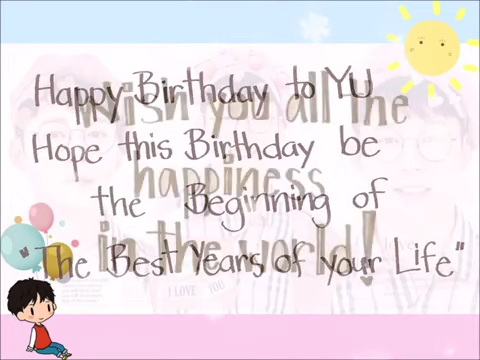 Happy Birthday to YU
Hope this Birthday be
the Beginning of
"The Best Years of your Life"
Wish you all the
happiness
in the world!
I LOVE YOU